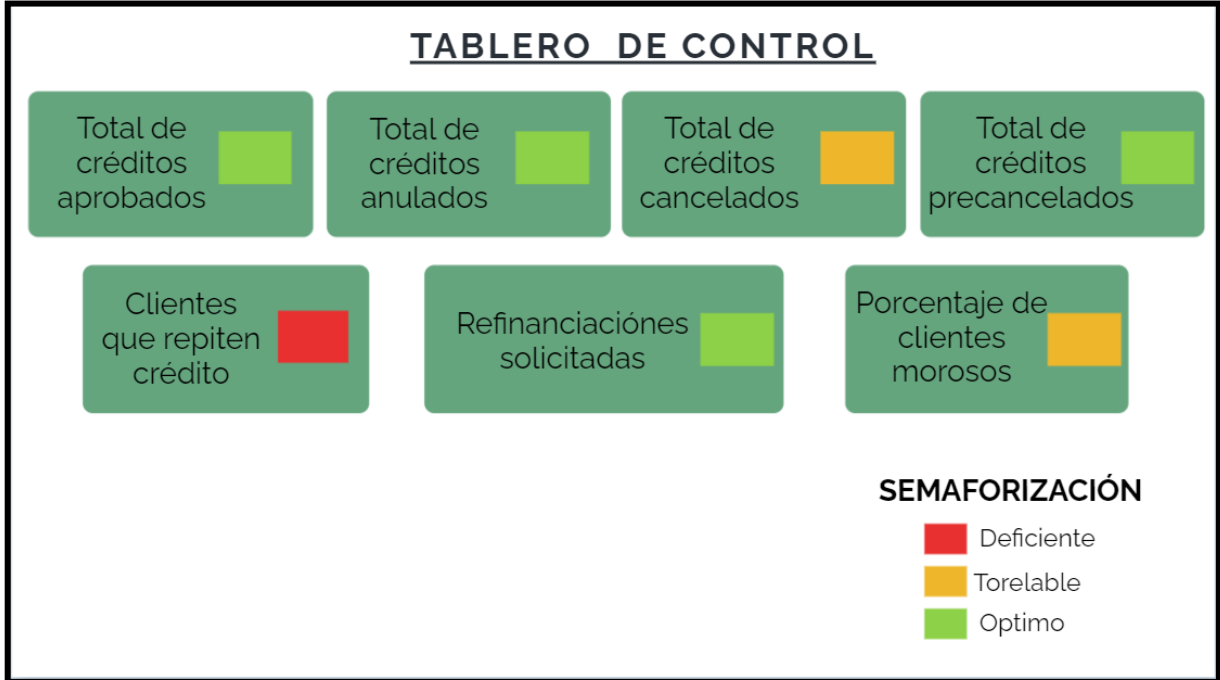 TABLERO DE CONTROL
Total de
créditos
aprobados
Total de
créditos
anulados
Total de
créditos
cancelados
Total de
créditos
precancelados
Clientes
que repiten
crédito
Refinanciaciónes
solicitadas
Porcentaje de
clientes
morosos
SEMAFORIZACIÓN
Deficiente
Torelable
Optimo